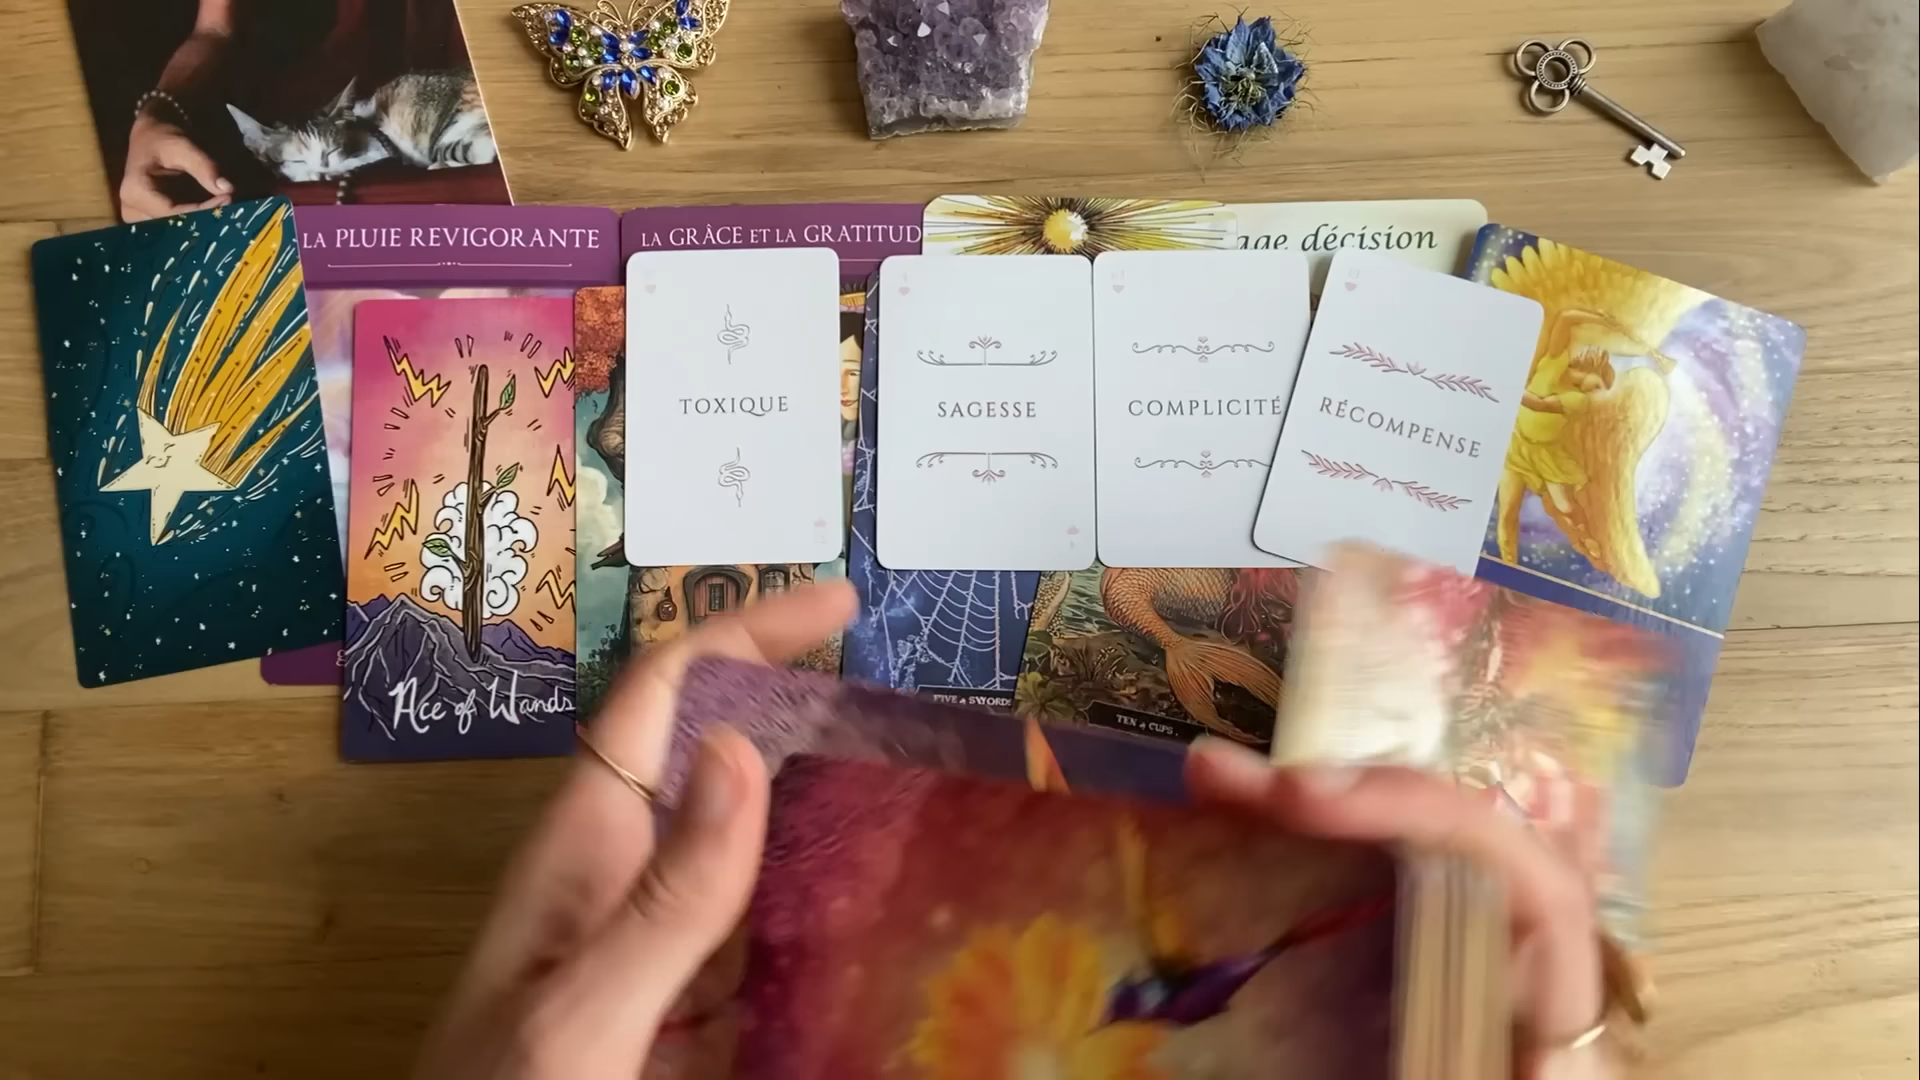 LA PLUIE REVIGORANTE
LA GRÂCE ET LA GRATITUD
age décision
TOXIQUE
SAGESSE
COMPLICITÉ
RÉCOMPENSE
Ace of Wands
FIVE of SWORDS
TEN of CUPS